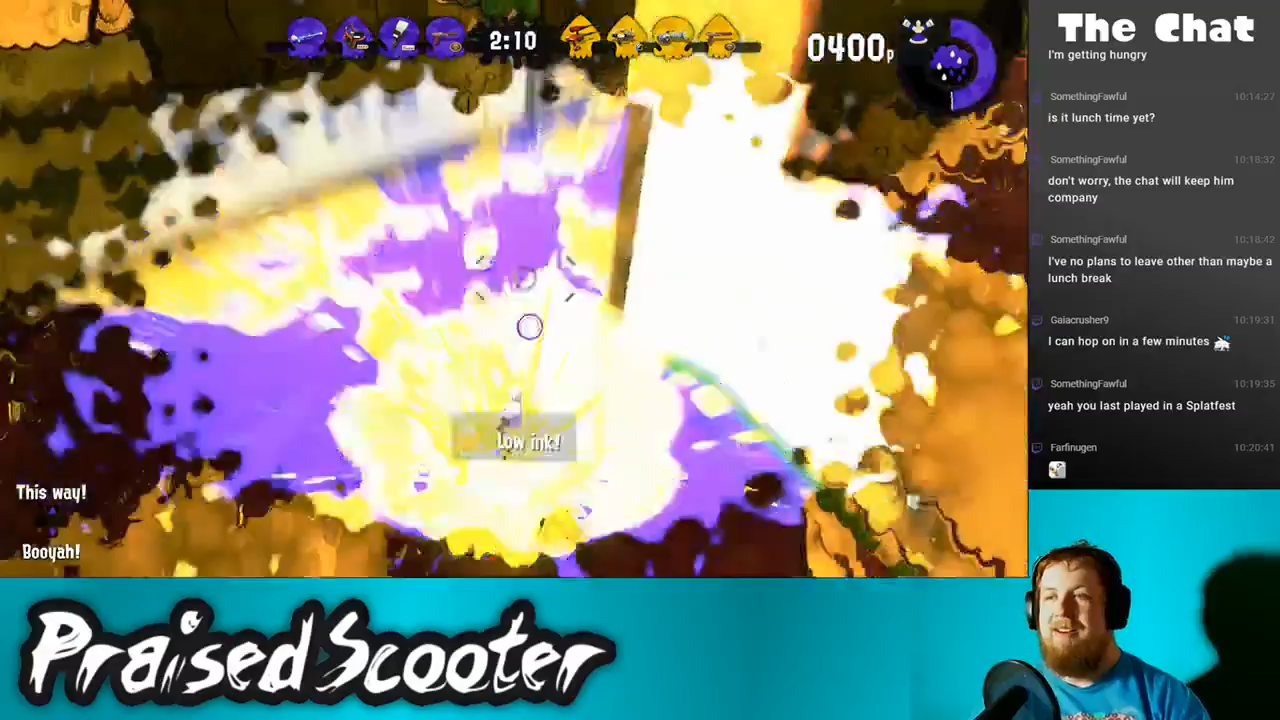 2:10
0400p
Low ink!
This way!
Booyah!
PraisedScooter
The Chat
I'm getting hungry
SomethingFawful 10:14:27
is it lunch time yet?
SomethingFawful 10:18:32
don't worry, the chat will keep him
company
SomethingFawful 10:18:42
I've no plans to leave other than maybe a
lunch break
Gaiacrusher9 10:19:31
I can hop on in a few minutes
SomethingFawful 10:19:35
yeah you last played in a Splatfest
Farfinugen 10:20:41